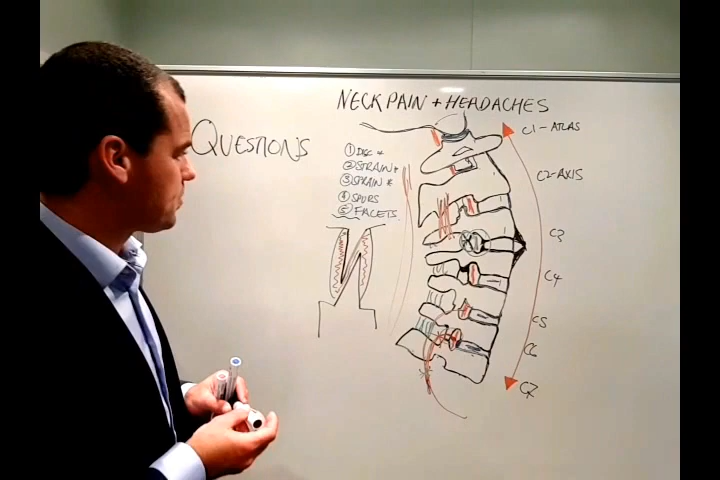 NECK PAIN + HEADACHES
QUESTIONS
① DISC *
② STRAIN *
③ SPRAIN *
④ SPURS
⑤ FACETS
C1 - ATLAS
C2 - AXIS
C3
C4
C5
C6
C7